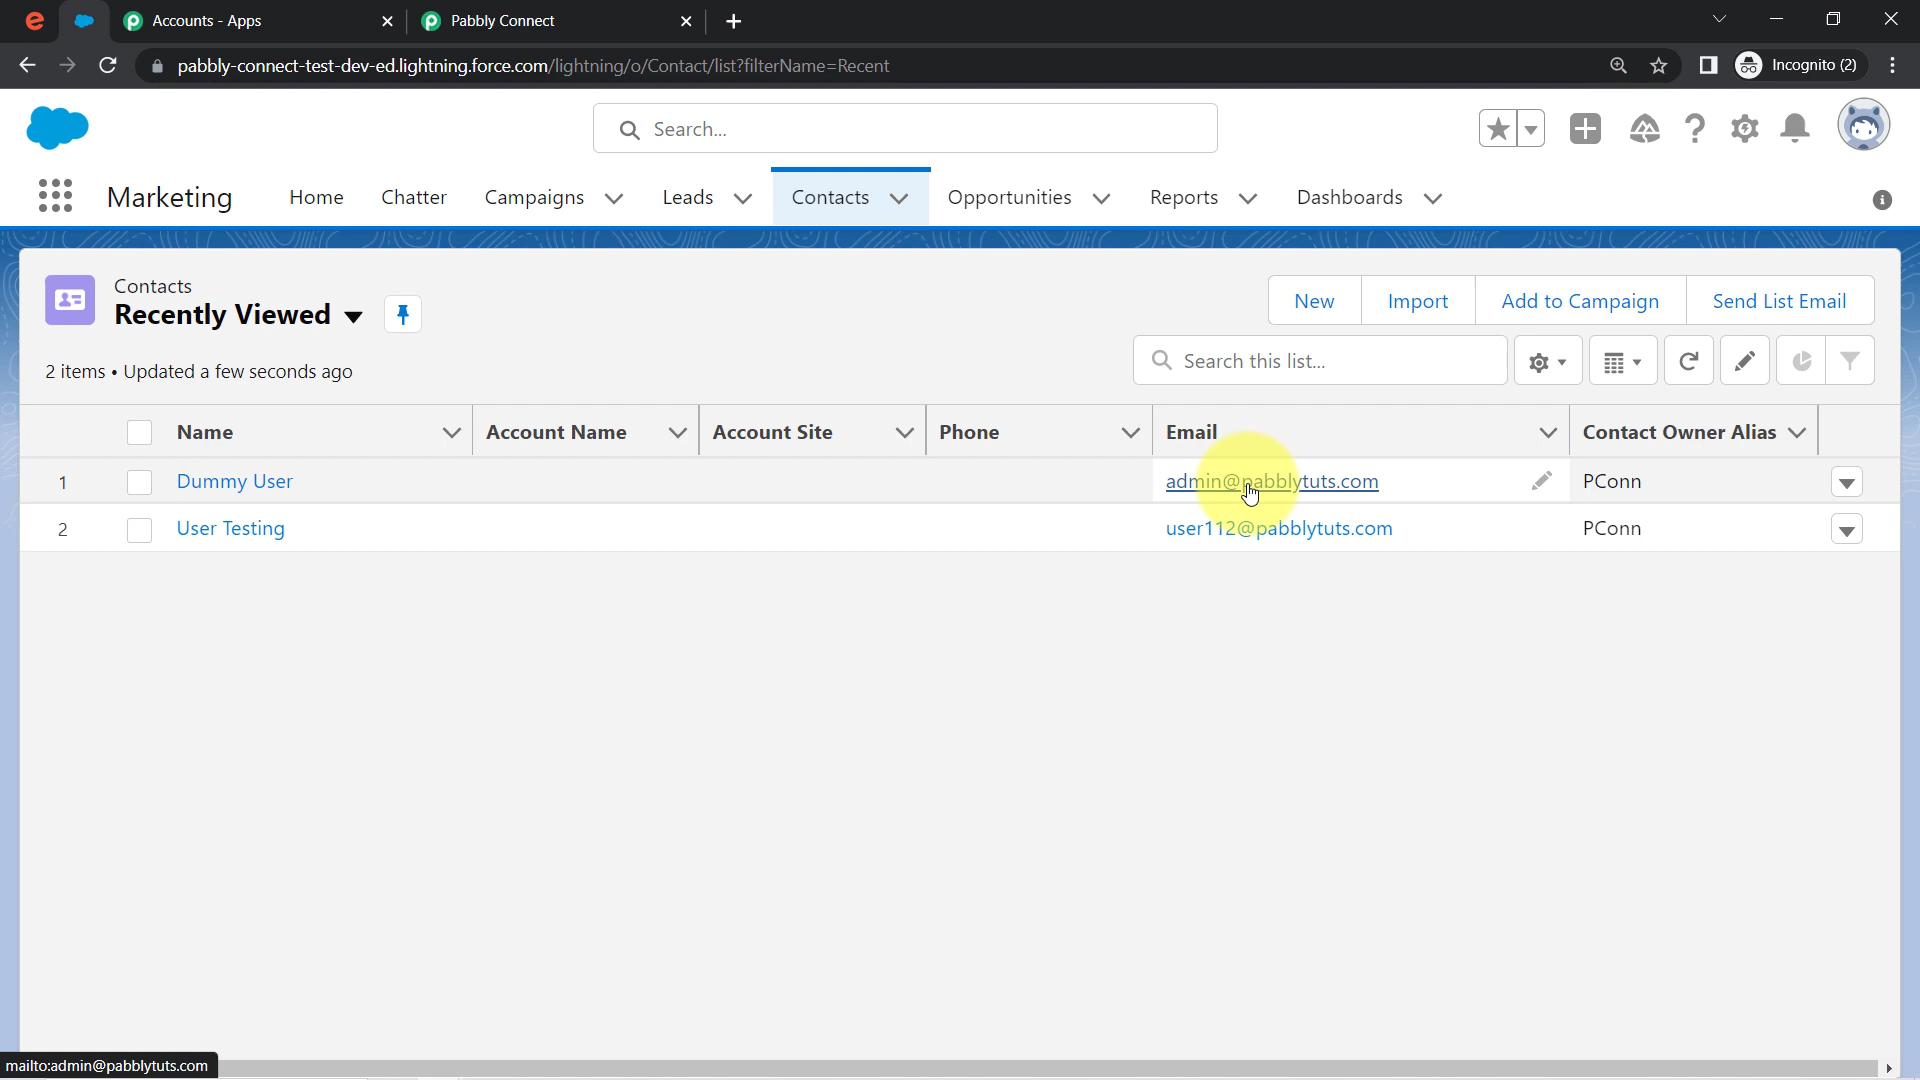 Accounts - Apps
Pabbly Connect
pabbly-connect-test-dev-ed.lightning.force.com/lightning/o/Contact/list?filterName=Recent
Incognito (2)
Search...
Marketing
Home
Chatter
Campaigns
Leads
Contacts
Opportunities
Reports
Dashboards
Contacts
Recently Viewed
New
Import
Add to Campaign
Send List Email
2 items • Updated a few seconds ago
Search this list...
Name
Account Name
Account Site
Phone
Email
Contact Owner Alias
1
Dummy User
admin@pabblytuts.com
PConn
2
User Testing
user112@pabblytuts.com
PConn
mailto:admin@pabblytuts.com